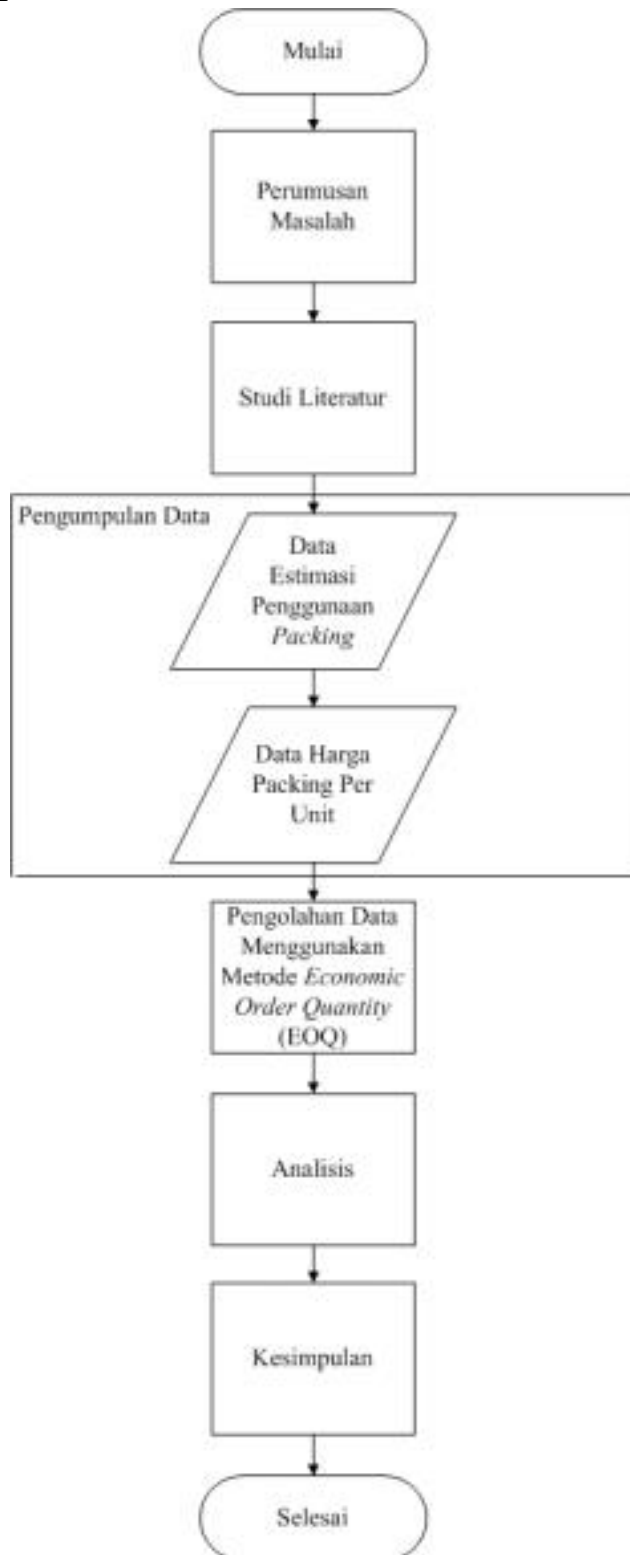 Mulai
Perumusan
Masalah
Studi Literatur
Pengumpulan Data
Data
Estimasi
Penggunaan
Packing
Data Harga
Packing Per
Unit
Pengolahan Data
Menggunakan
Metode Economic
Order Quantity
(EOQ)
Analisis
Kesimpulan
Selesai